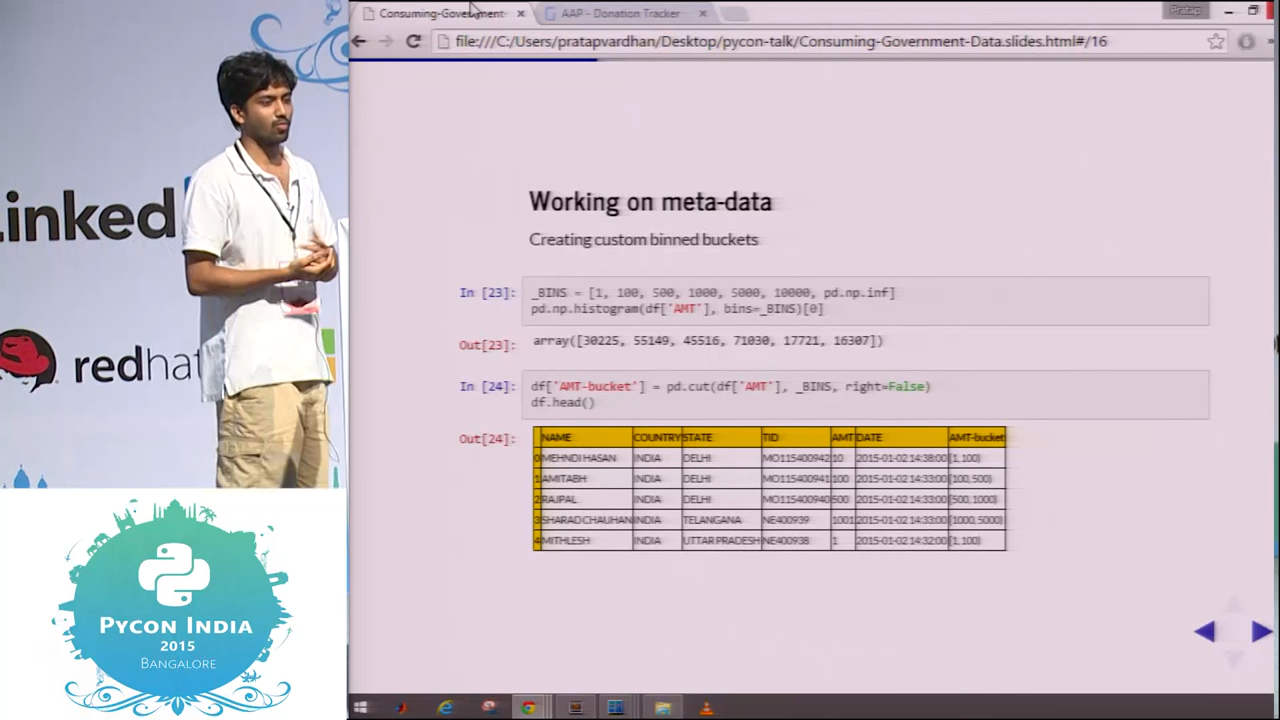 Consuming-Government
AAP - Donation Tracker
Pratap
file:///C:/Users/pratapvardhan/Desktop/pycon-talk/Consuming-Government-Data.slides.html#/16
Working on meta-data
Creating custom binned buckets
In [23]: _BINS = [1, 100, 500, 1000, 5000, 10000, pd.np.inf]
pd.np.histogram(df['AMT'], bins=_BINS)[0]
Out[23]: array([30225, 55149, 45516, 71030, 17721, 16307])
In [24]: df['AMT-bucket'] = pd.cut(df['AMT'], _BINS, right=False)
df.head()
Out[24]: NAME COUNTRY STATE TID AMT DATE AMT-bucket
0 MEHNDI HASAN INDIA DELHI MO115400942 10 2015-01-02 14:38:00 [1, 100)
1 AMITABH INDIA DELHI MO115400941 100 2015-01-02 14:33:00 [100, 500)
2 RAJPAL INDIA DELHI MO115400940 500 2015-01-02 14:33:00 [500, 1000)
3 SHARAD CHAUHAN INDIA TELANGANA NE400939 1001 2015-01-02 14:33:00 [1000, 5000)
4 MITHLESH INDIA UTTAR PRADESH NE400938 1 2015-01-02 14:32:00 [1, 100)
Linked
redhat
PYCON INDIA
2015
BANGALORE